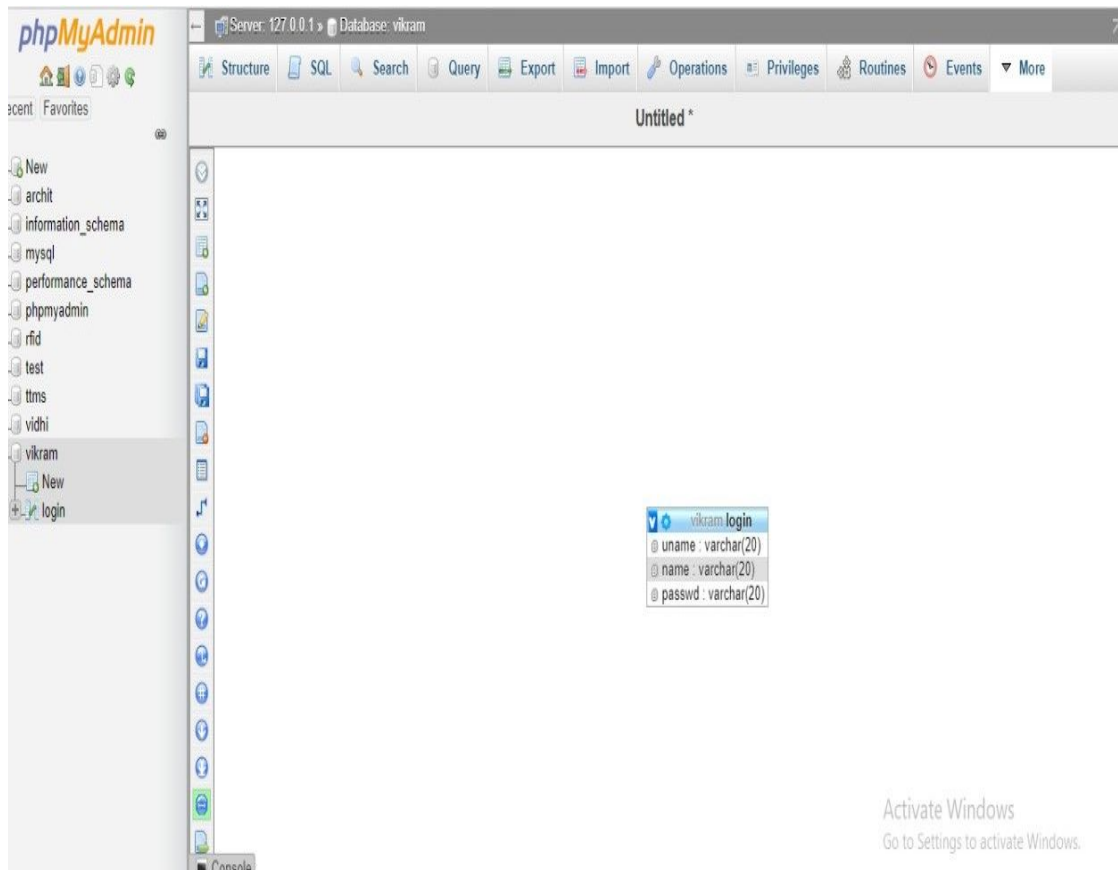 phpMyAdmin
ecent Favorites
New
archit
information_schema
mysql
performance_schema
phpmyadmin
rfid
test
ttms
vidhi
vikram
New
login
Server: 127.0.0.1 » Database: vikram
Structure SQL Search Query Export Import Operations Privileges Routines Events More
Untitled *
vikram login
uname : varchar(20)
name : varchar(20)
passwd : varchar(20)
Activate Windows
Go to Settings to activate Windows.
Console